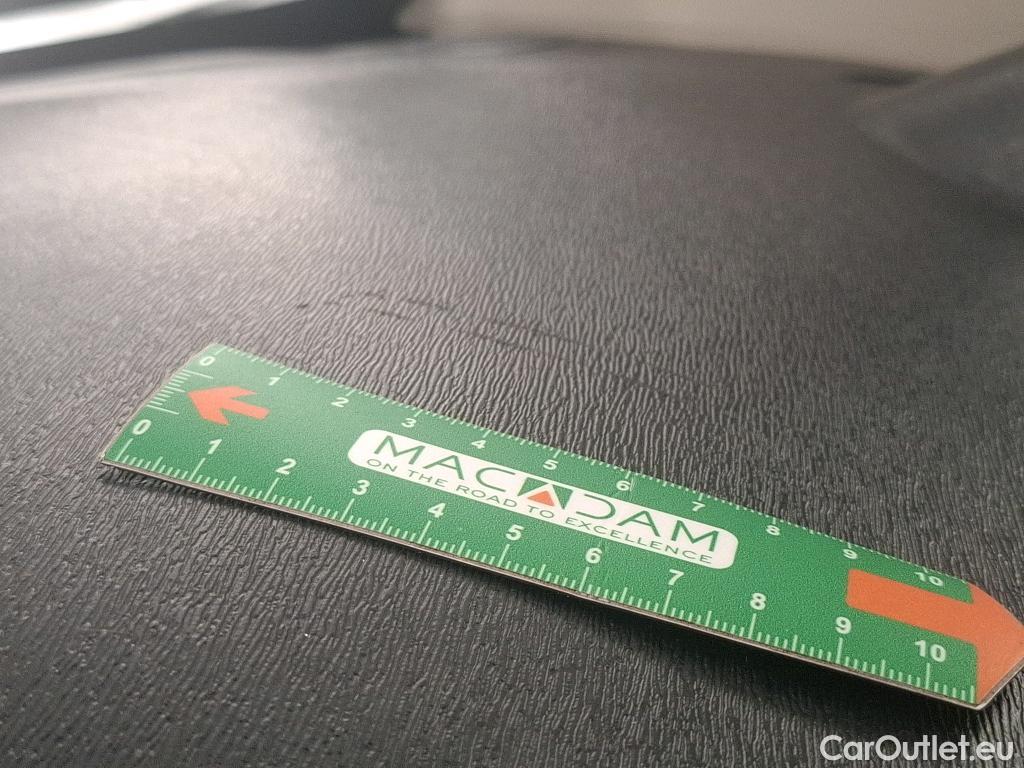 0 1 2 3 4 5 6 7 8 9 10
MACADAM
ON THE ROAD TO EXCELLENCE
0 1 2 3 4 5 6 7 8 9 10
CarOutlet.eu